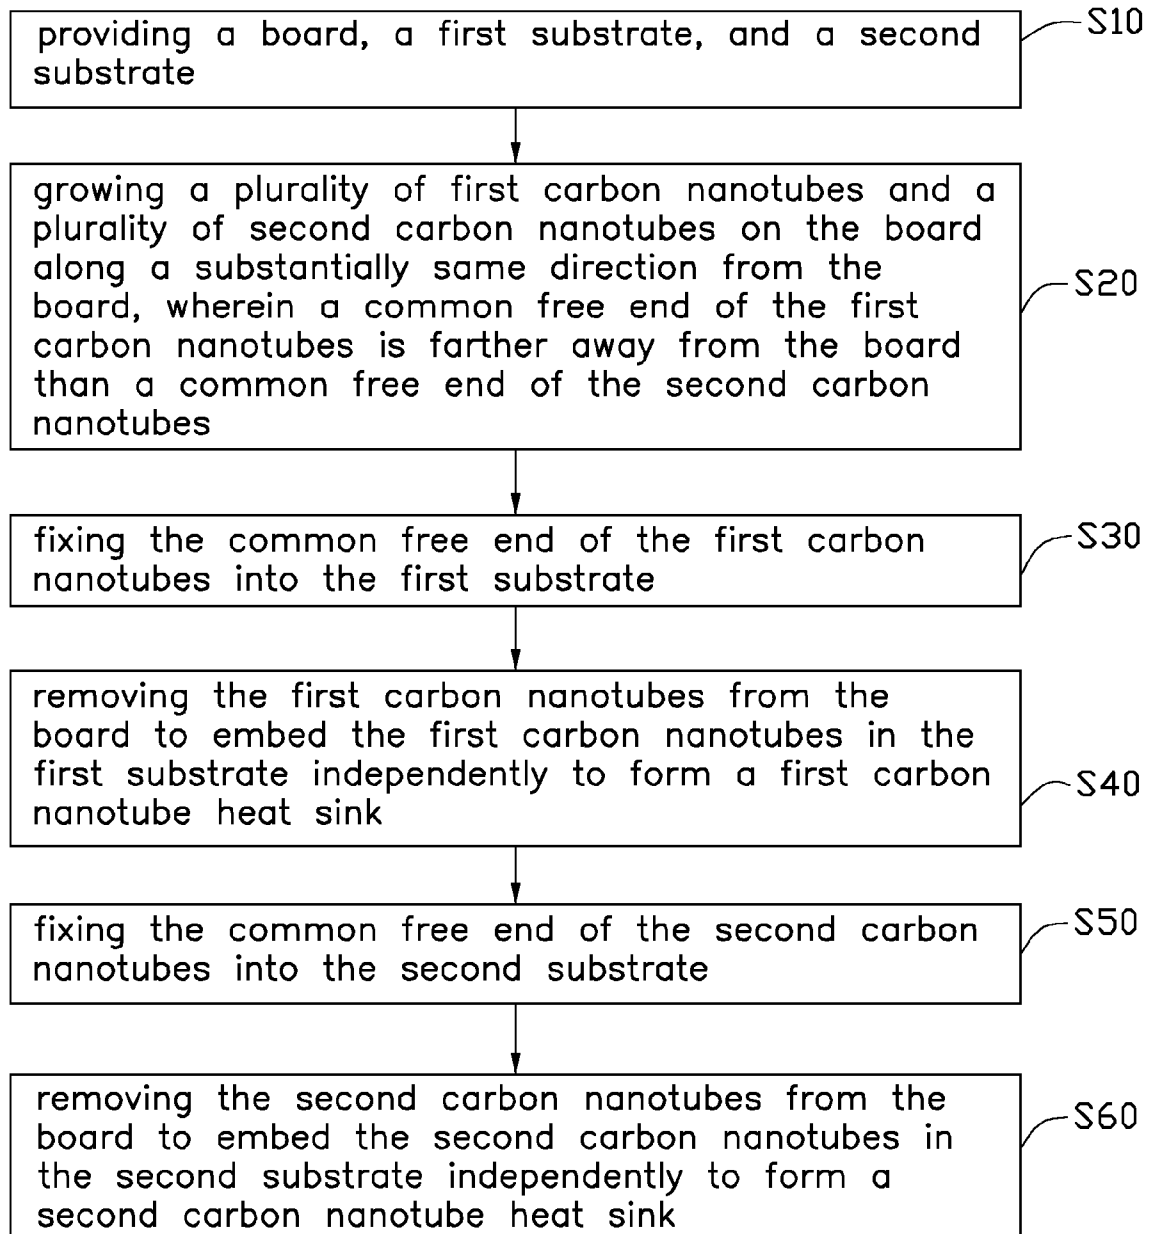 providing a board, a first substrate, and a second
substrate
S10
growing a plurality of first carbon nanotubes and a
plurality of second carbon nanotubes on the board
along a substantially same direction from the
board, wherein a common free end of the first
carbon nanotubes is farther away from the board
than a common free end of the second carbon
nanotubes
S20
fixing the common free end of the first carbon
nanotubes into the first substrate
S30
removing the first carbon nanotubes from the
board to embed the first carbon nanotubes in the
first substrate independently to form a first carbon
nanotube heat sink
S40
fixing the common free end of the second carbon
nanotubes into the second substrate
S50
removing the second carbon nanotubes from the
board to embed the second carbon nanotubes in
the second substrate independently to form a
second carbon nanotube heat sink
S60